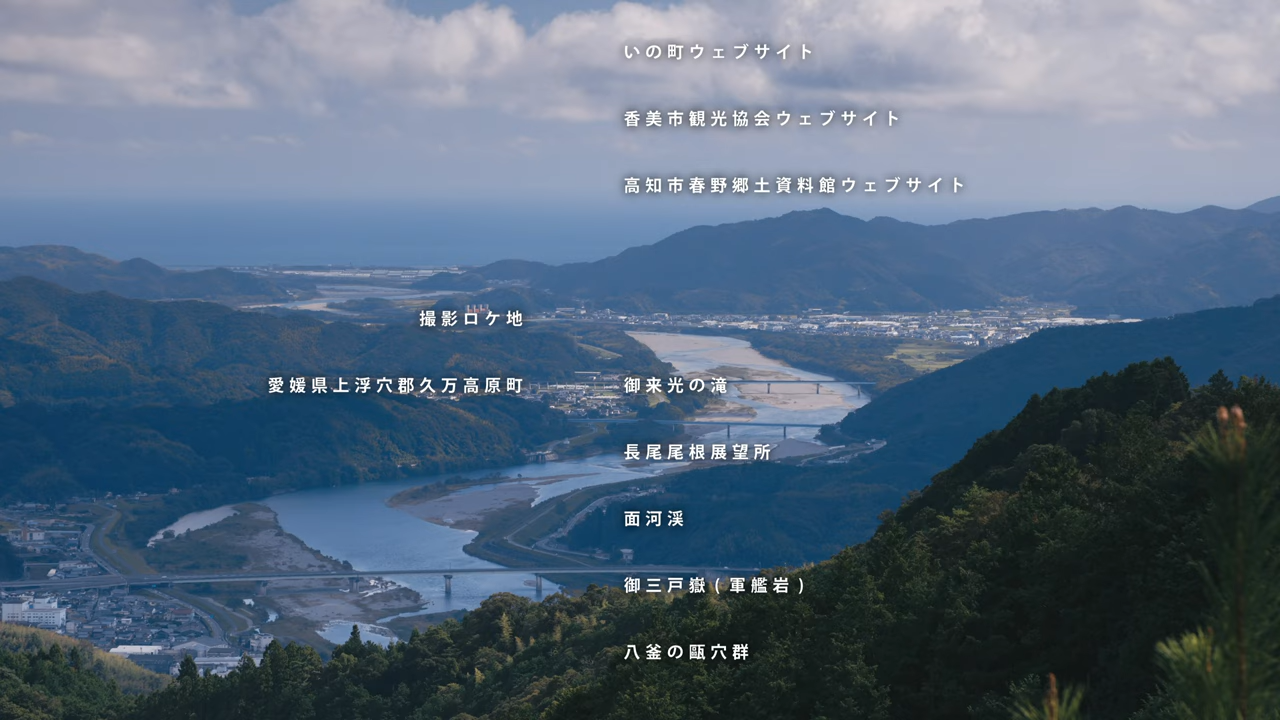 いの町ウェブサイト
香美市観光協会ウェブサイト
高知市春野郷土資料館ウェブサイト
撮影ロケ地
愛媛県上浮穴郡久万高原町 御来光の滝
長尾尾根展望所
面河渓
御三戸嶽(軍艦岩)
八釜の甌穴群